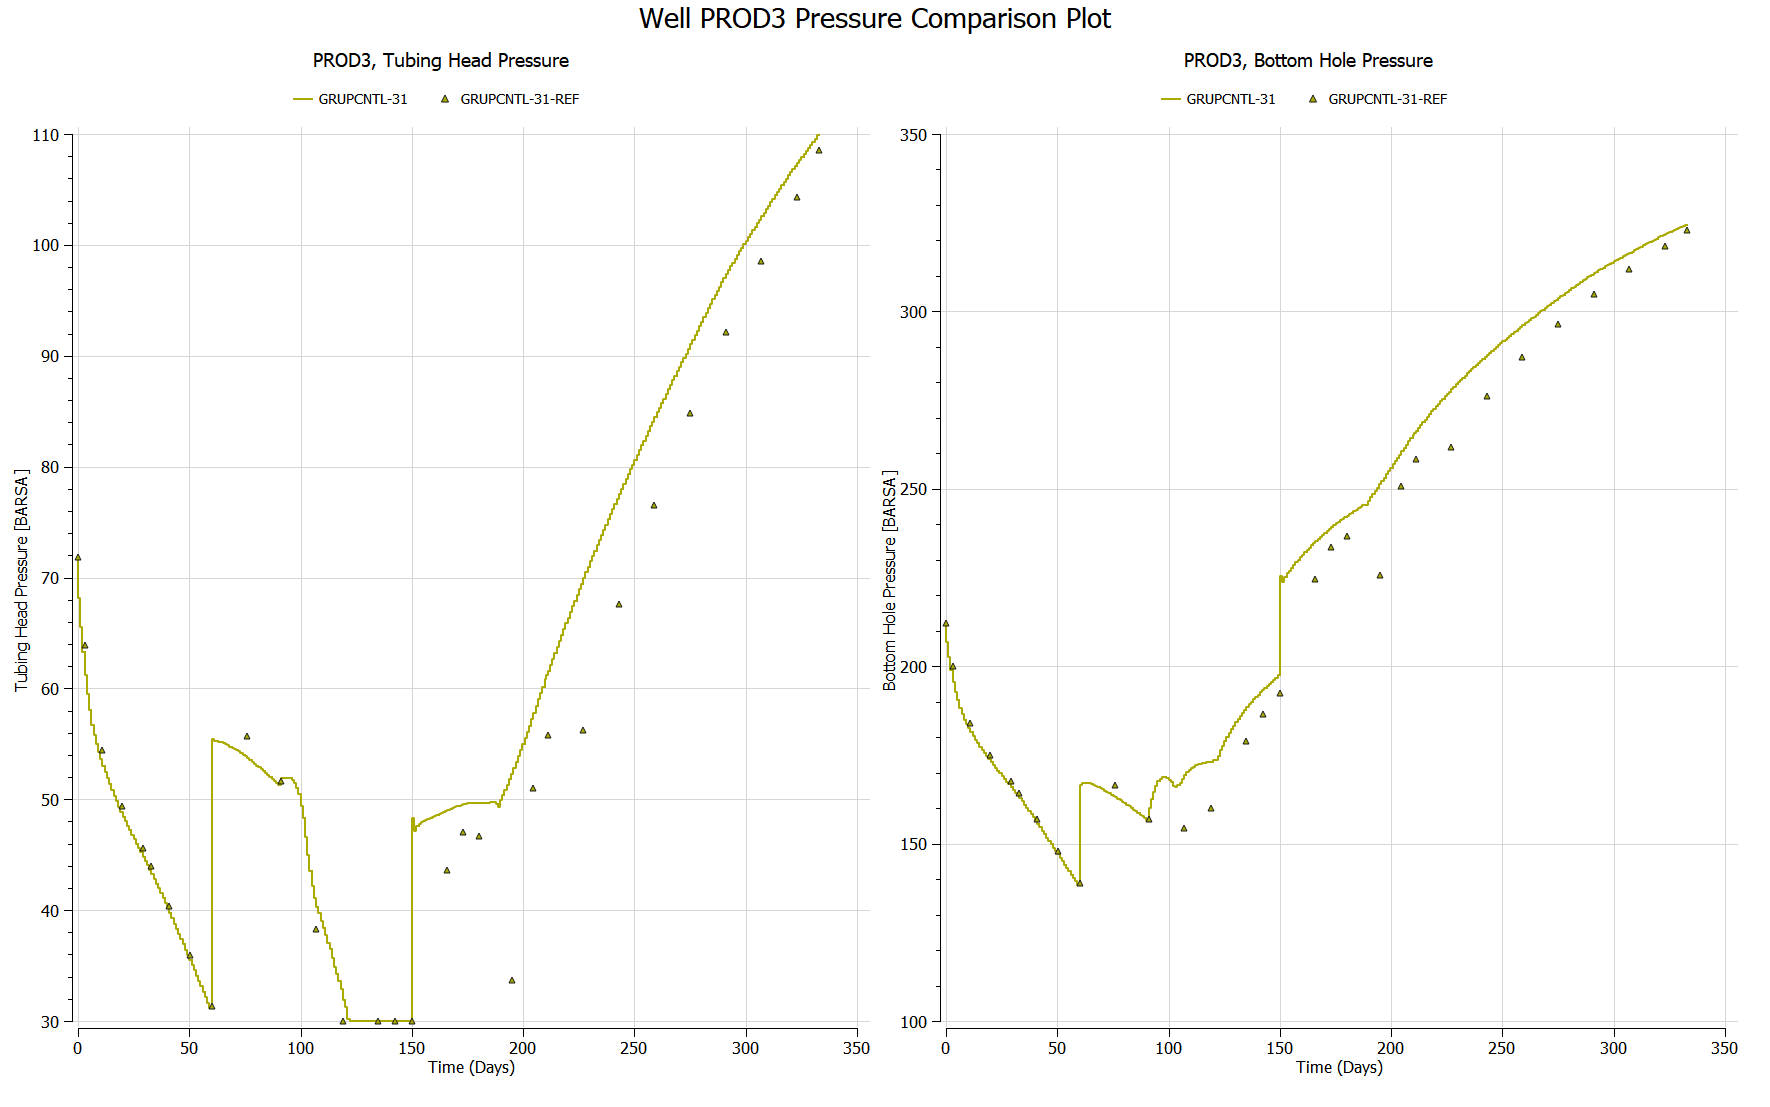 Well PROD3 Pressure Comparison Plot
PROD3, Tubing Head Pressure
GRUPCNTL-31 GRUPCNTL-31-REF
110
100
90
80
70
60
50
40
30
Tubing Head Pressure [BARSA]
0 50 100 150 200 250 300 350
Time (Days)
PROD3, Bottom Hole Pressure
GRUPCNTL-31 GRUPCNTL-31-REF
350
300
250
200
150
100
Bottom Hole Pressure [BARSA]
0 50 100 150 200 250 300 350
Time (Days)